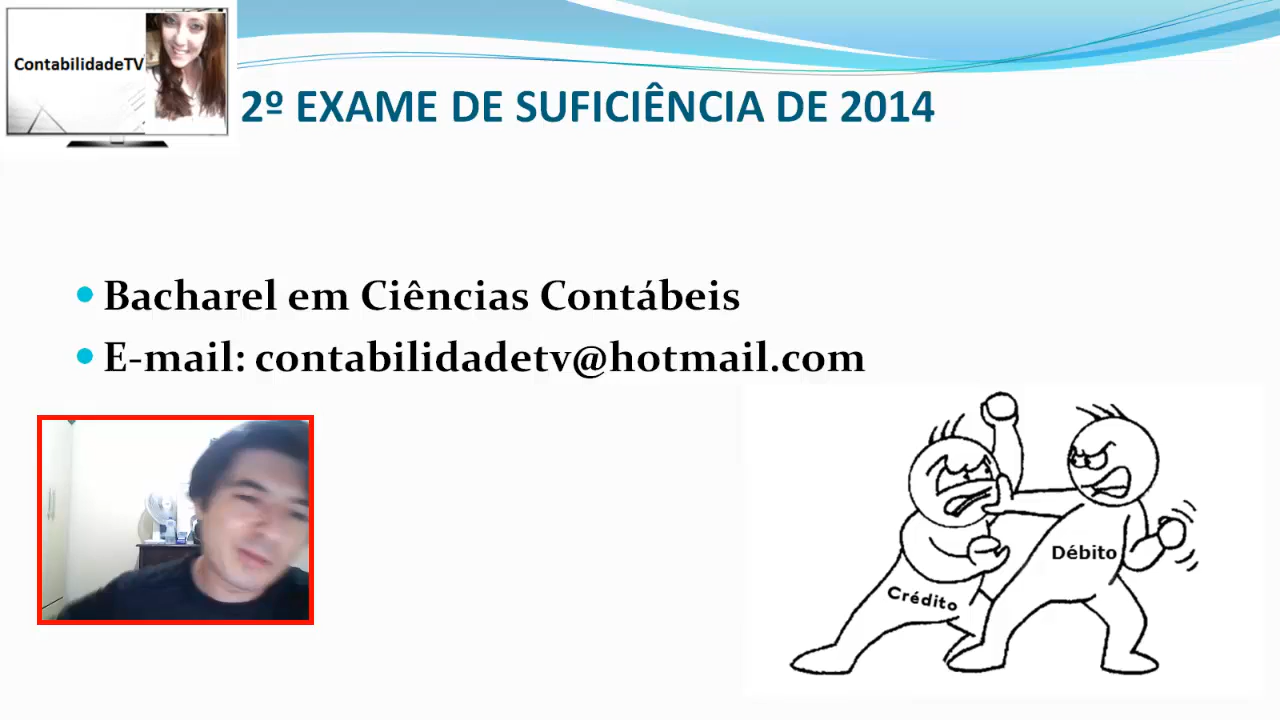 ContabilidadeTV
2º EXAME DE SUFICIÊNCIA DE 2014
Bacharel em Ciências Contábeis
E-mail: contabilidadetv@hotmail.com
Débito
Crédito